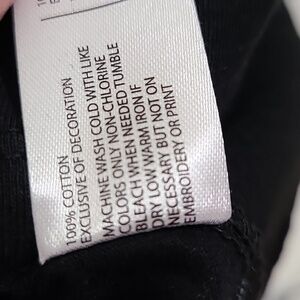 100% COTTON
EXCLUSIVE OF DECORATION
MACHINE WASH COLD WITH LIKE
COLORS ONLY NON-CHLORINE
BLEACH WHEN NEEDED TUMBLE
DRY LOW WARM IRON IF
NECESSARY BUT NOT ON
EMBROIDERY OR PRINT